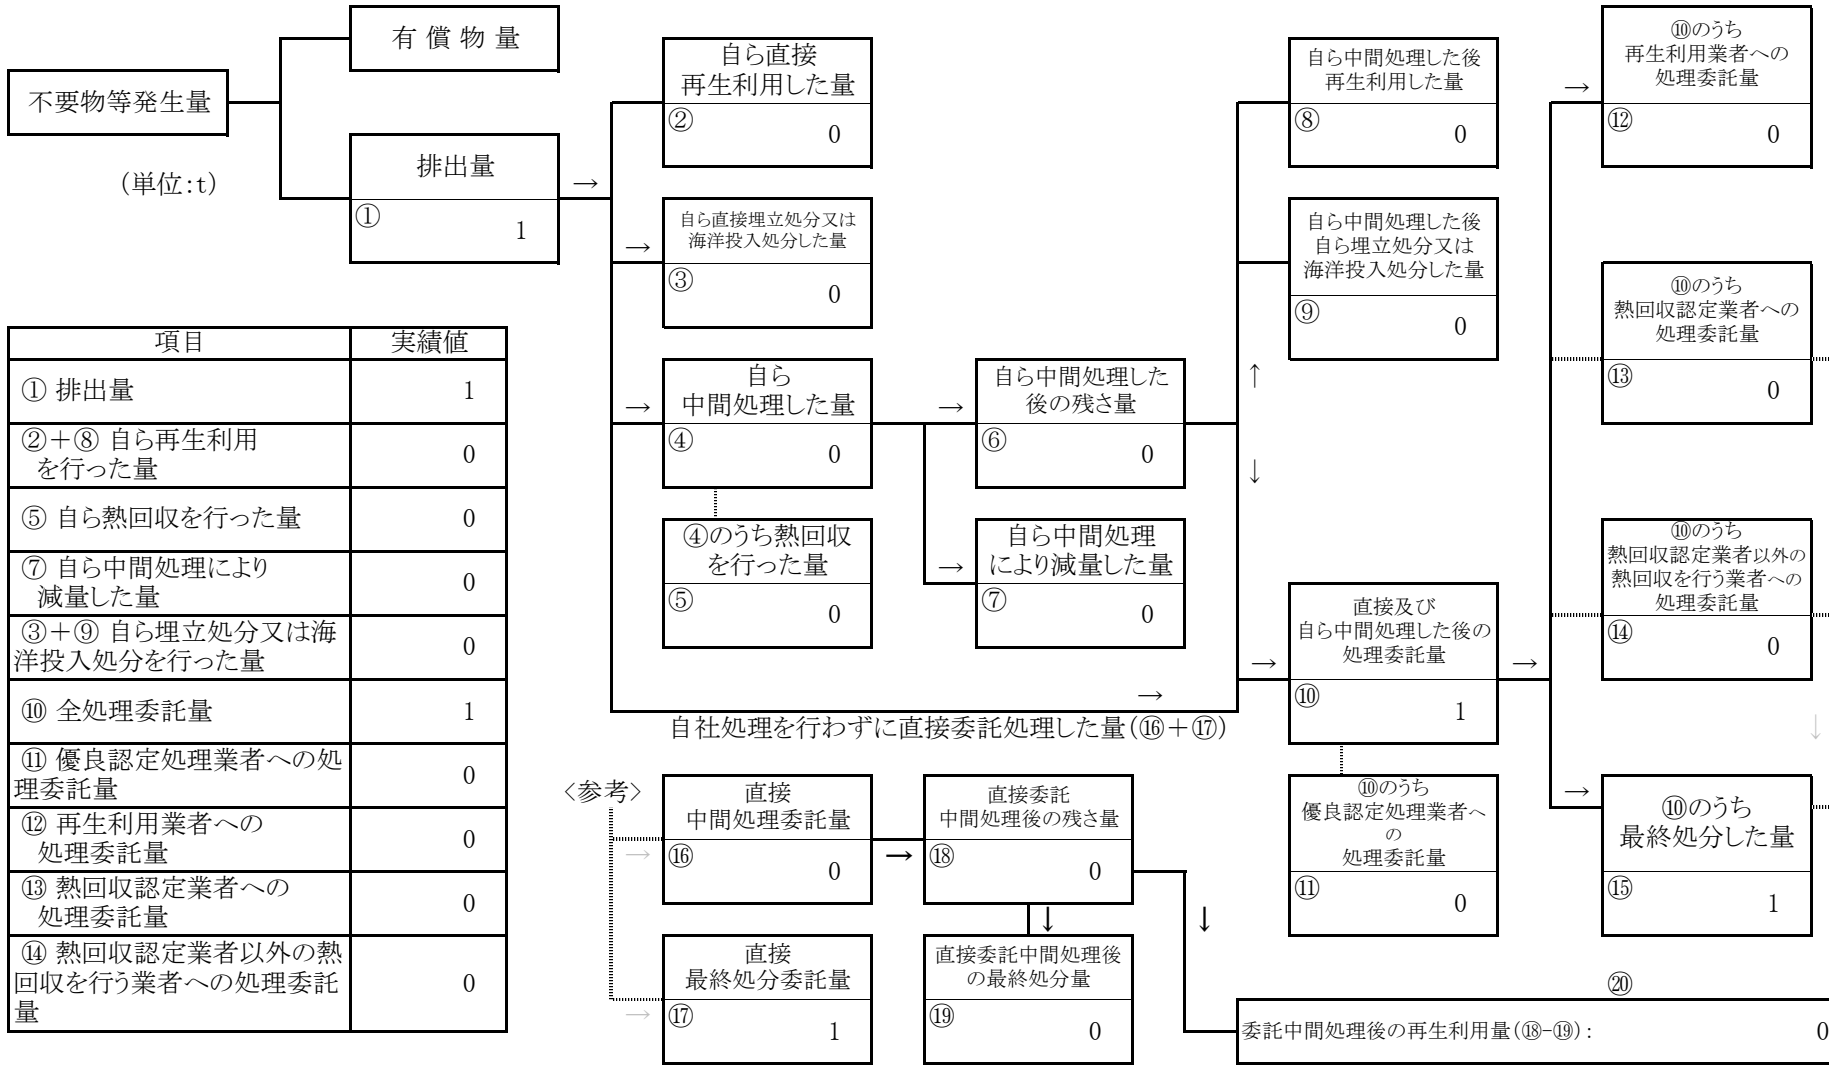 有 償 物 量
不要物等発生量
(単位:t)
排出量
①
1
→
自ら直接
再生利用した量
②
0
→
自ら直接埋立処分又は
海洋投入処分した量
③
0
→
自ら
中間処理した量
④
0
④のうち熱回収
を行った量
⑤
0
→
自ら中間処理した
後の残さ量
⑥
0
→
自ら中間処理
により減量した量
⑦
0
自ら中間処理した後
再生利用した量
⑧
0
自ら中間処理した後
自ら埋立処分又は
海洋投入処分した量
⑨
0
↑
↓
→
直接及び
自ら中間処理した後の
処理委託量
⑩
1
→
→
自社処理を行わずに直接委託処理した量(⑯+⑰)
⑩のうち
優良認定処理業者へ
の
処理委託量
⑪
0
→
⑩のうち
再生利用業者への
処理委託量
⑫
0
⑩のうち
熱回収認定業者への
処理委託量
⑬
0
⑩のうち
熱回収認定業者以外の
熱回収を行う業者への
処理委託量
⑭
0
↓
→
⑩のうち
最終処分した量
⑮
1
項目 実績値
① 排出量 1
②+⑧ 自ら再生利用
を行った量 0
⑤ 自ら熱回収を行った量 0
⑦ 自ら中間処理により
減量した量 0
③+⑨ 自ら埋立処分又は海
洋投入処分を行った量 0
⑩ 全処理委託量 1
⑪ 優良認定処理業者への処
理委託量 0
⑫ 再生利用業者への
処理委託量 0
⑬ 熱回収認定業者への
処理委託量 0
⑭ 熱回収認定業者以外の熱
回収を行う業者への処理委託
量 0
<参考>
→
直接
中間処理委託量
⑯
0
→
直接委託
中間処理後の残さ量
⑱
0
↓
↓
→
直接
最終処分委託量
⑰
1
直接委託中間処理後
の最終処分量
⑲
0
⑳
委託中間処理後の再生利用量(⑱-⑲): 0